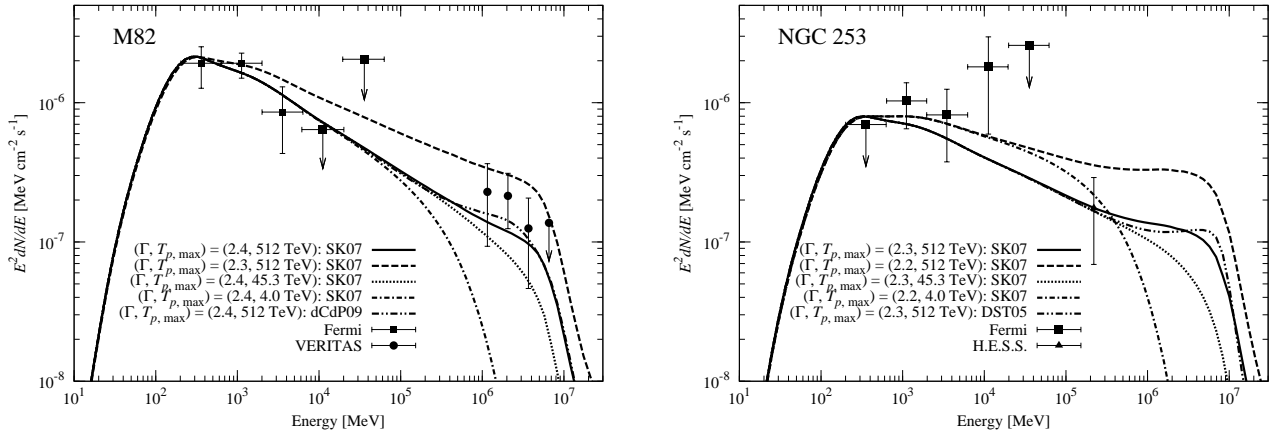 M82
10^-6
10^-7
10^-8
E^2 dN/dE [MeV cm^-2 s^-1]
(Γ, T_p, max) = (2.4, 512 TeV): SK07
(Γ, T_p, max) = (2.3, 512 TeV): SK07
(Γ, T_p, max) = (2.4, 45.3 TeV): SK07
(Γ, T_p, max) = (2.4, 4.0 TeV): SK07
(Γ, T_p, max) = (2.4, 512 TeV): dCdP09
Fermi
VERITAS
10^1 10^2 10^3 10^4 10^5 10^6 10^7
Energy [MeV]
NGC 253
10^-6
10^-7
10^-8
E^2 dN/dE [MeV cm^-2 s^-1]
(Γ, T_p, max) = (2.3, 512 TeV): SK07
(Γ, T_p, max) = (2.2, 512 TeV): SK07
(Γ, T_p, max) = (2.3, 45.3 TeV): SK07
(Γ, T_p, max) = (2.2, 4.0 TeV): SK07
(Γ, T_p, max) = (2.3, 512 TeV): DST05
Fermi
H.E.S.S.
10^1 10^2 10^3 10^4 10^5 10^6 10^7
Energy [MeV]